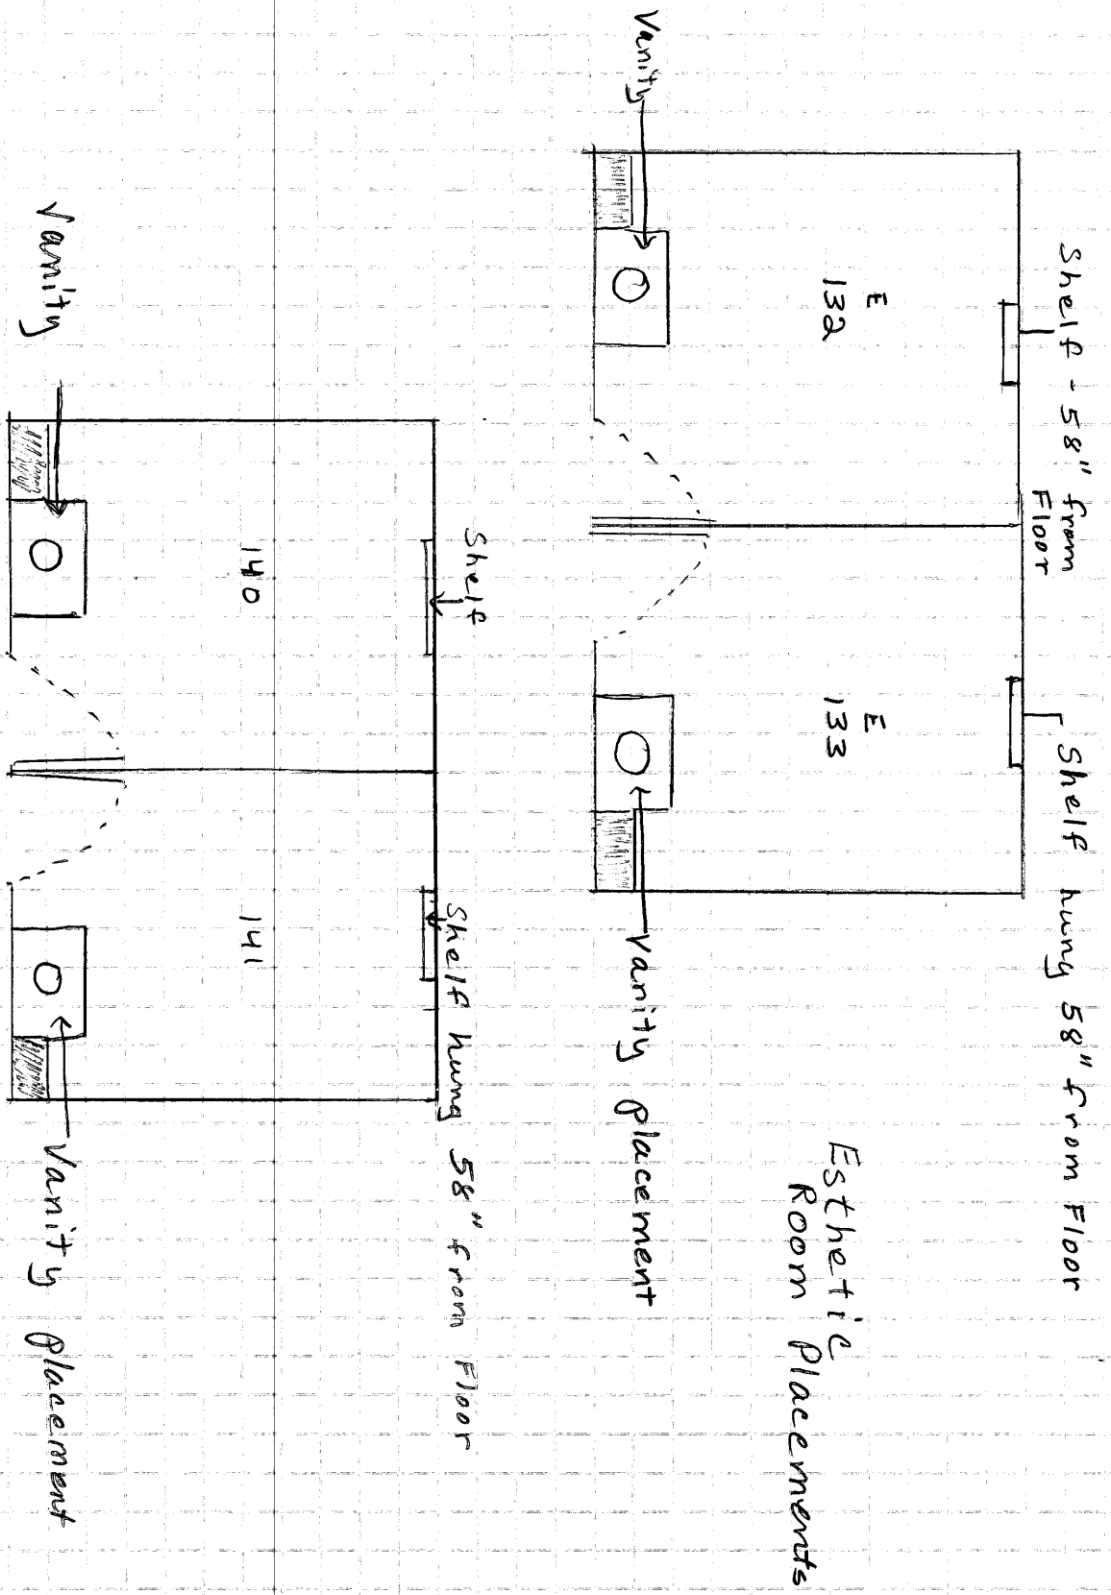 Shelf - 58" from
Floor
Shelf hung 58" from Floor
E
132
E
133
Vanity
Vanity placement
Esthetic
Room placements
Shelf
Shelf hung 58" from Floor
140
141
Vanity
Vanity placement